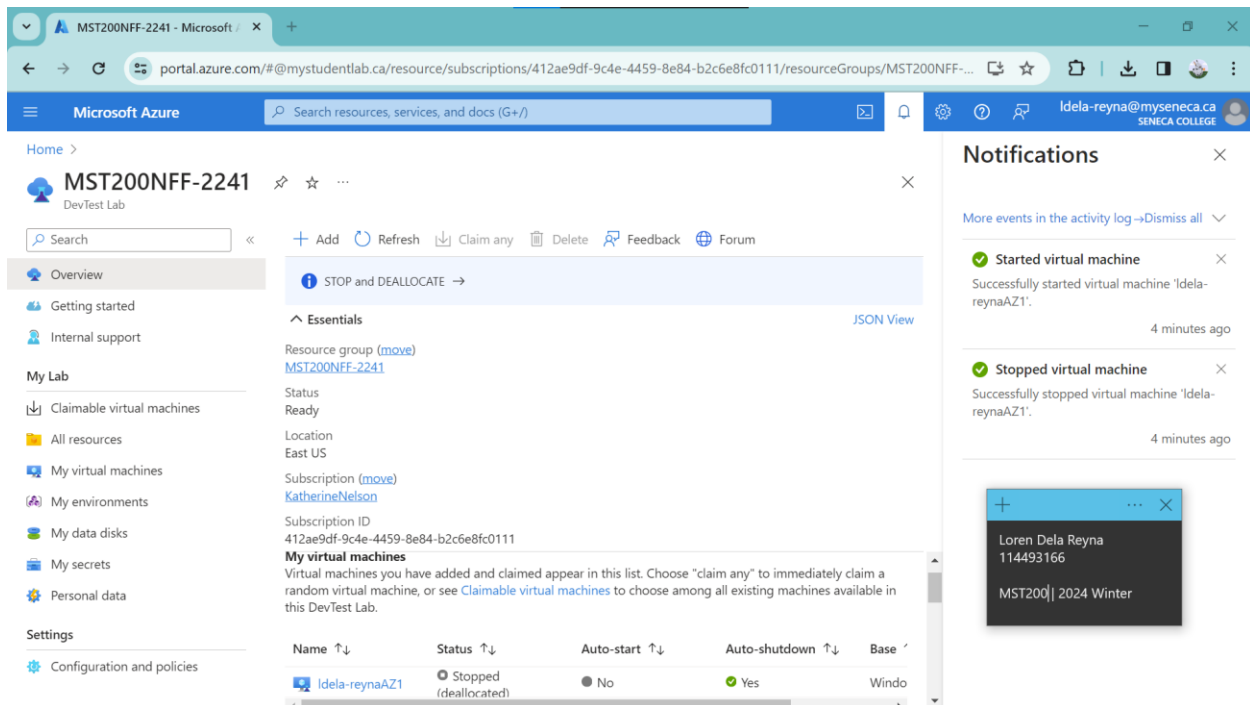 MST200NFF-2241 - Microsoft A
portal.azure.com/#@mystudentlab.ca/resource/subscriptions/412ae9df-9c4e-4459-8e84-b2c6e8fc0111/resourceGroups/MST200NFF-...
Microsoft Azure
Search resources, services, and docs (G+/)
ldela-reyna@myseneca.ca
SENECA COLLEGE
Home >
MST200NFF-2241
DevTest Lab
Search
Overview
Getting started
Internal support
My Lab
Claimable virtual machines
All resources
My virtual machines
My environments
My data disks
My secrets
Personal data
Settings
Configuration and policies
Add Refresh Claim any Delete Feedback Forum
STOP and DEALLOCATE →
Essentials
JSON View
Resource group (move)
MST200NFF-2241
Status
Ready
Location
East US
Subscription (move)
KatherineNelson
Subscription ID
412ae9df-9c4e-4459-8e84-b2c6e8fc0111
My virtual machines
Virtual machines you have added and claimed appear in this list. Choose "claim any" to immediately claim a
random virtual machine, or see Claimable virtual machines to choose among all existing machines available in
this DevTest Lab.
Name ↑↓ Status ↑↓ Auto-start ↑↓ Auto-shutdown ↑↓ Base
ldela-reynaAZ1 Stopped No Yes Windo
(deallocated)
Notifications
More events in the activity log → Dismiss all
Started virtual machine
Successfully started virtual machine 'ldela-
reynaAZ1'.
4 minutes ago
Stopped virtual machine
Successfully stopped virtual machine 'ldela-
reynaAZ1'.
4 minutes ago
Loren Dela Reyna
114493166
MST200| 2024 Winter